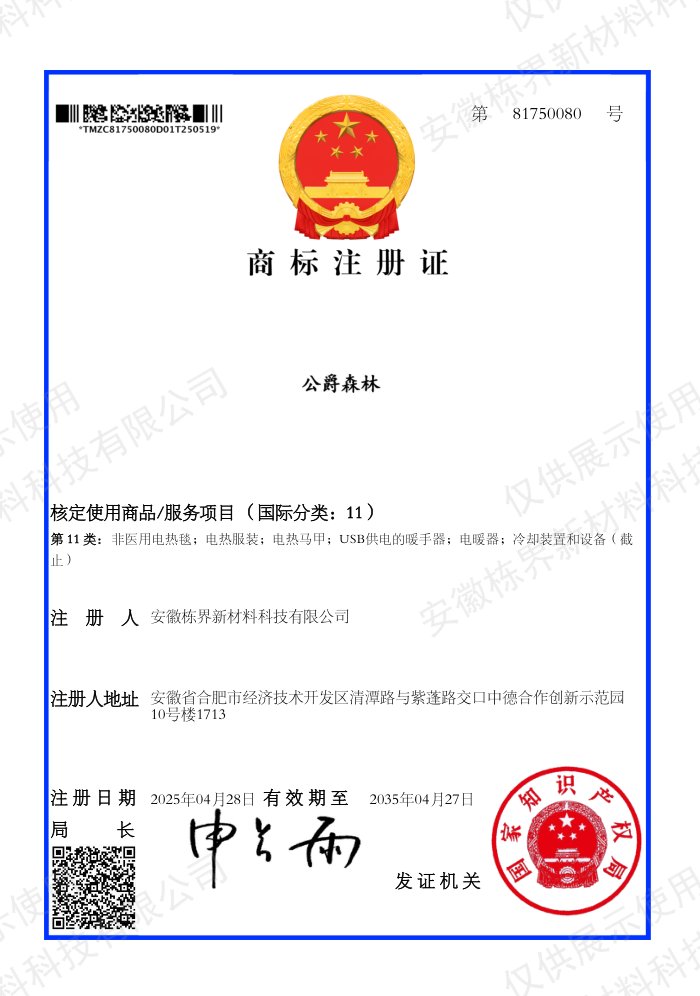 第 81750080 号
*TMZC81750080D01T250519*
商标注册证
公爵森林
核定使用商品/服务项目（国际分类：11）
第 11 类：非医用电热毯；电热服装；电热马甲；USB供电的暖手器；电暖器；冷却装置和设备（截
止）
注 册 人 安徽栋界新材料科技有限公司
注册人地址 安徽省合肥市经济技术开发区清潭路与紫蓬路交口中德合作创新示范园
10号楼1713
注册日期 2025年04月28日 有效期至 2035年04月27日
局 长 申长雨
发证机关
国家知识产权局
仅供展示使用
安徽栋界新材料科技有限公司